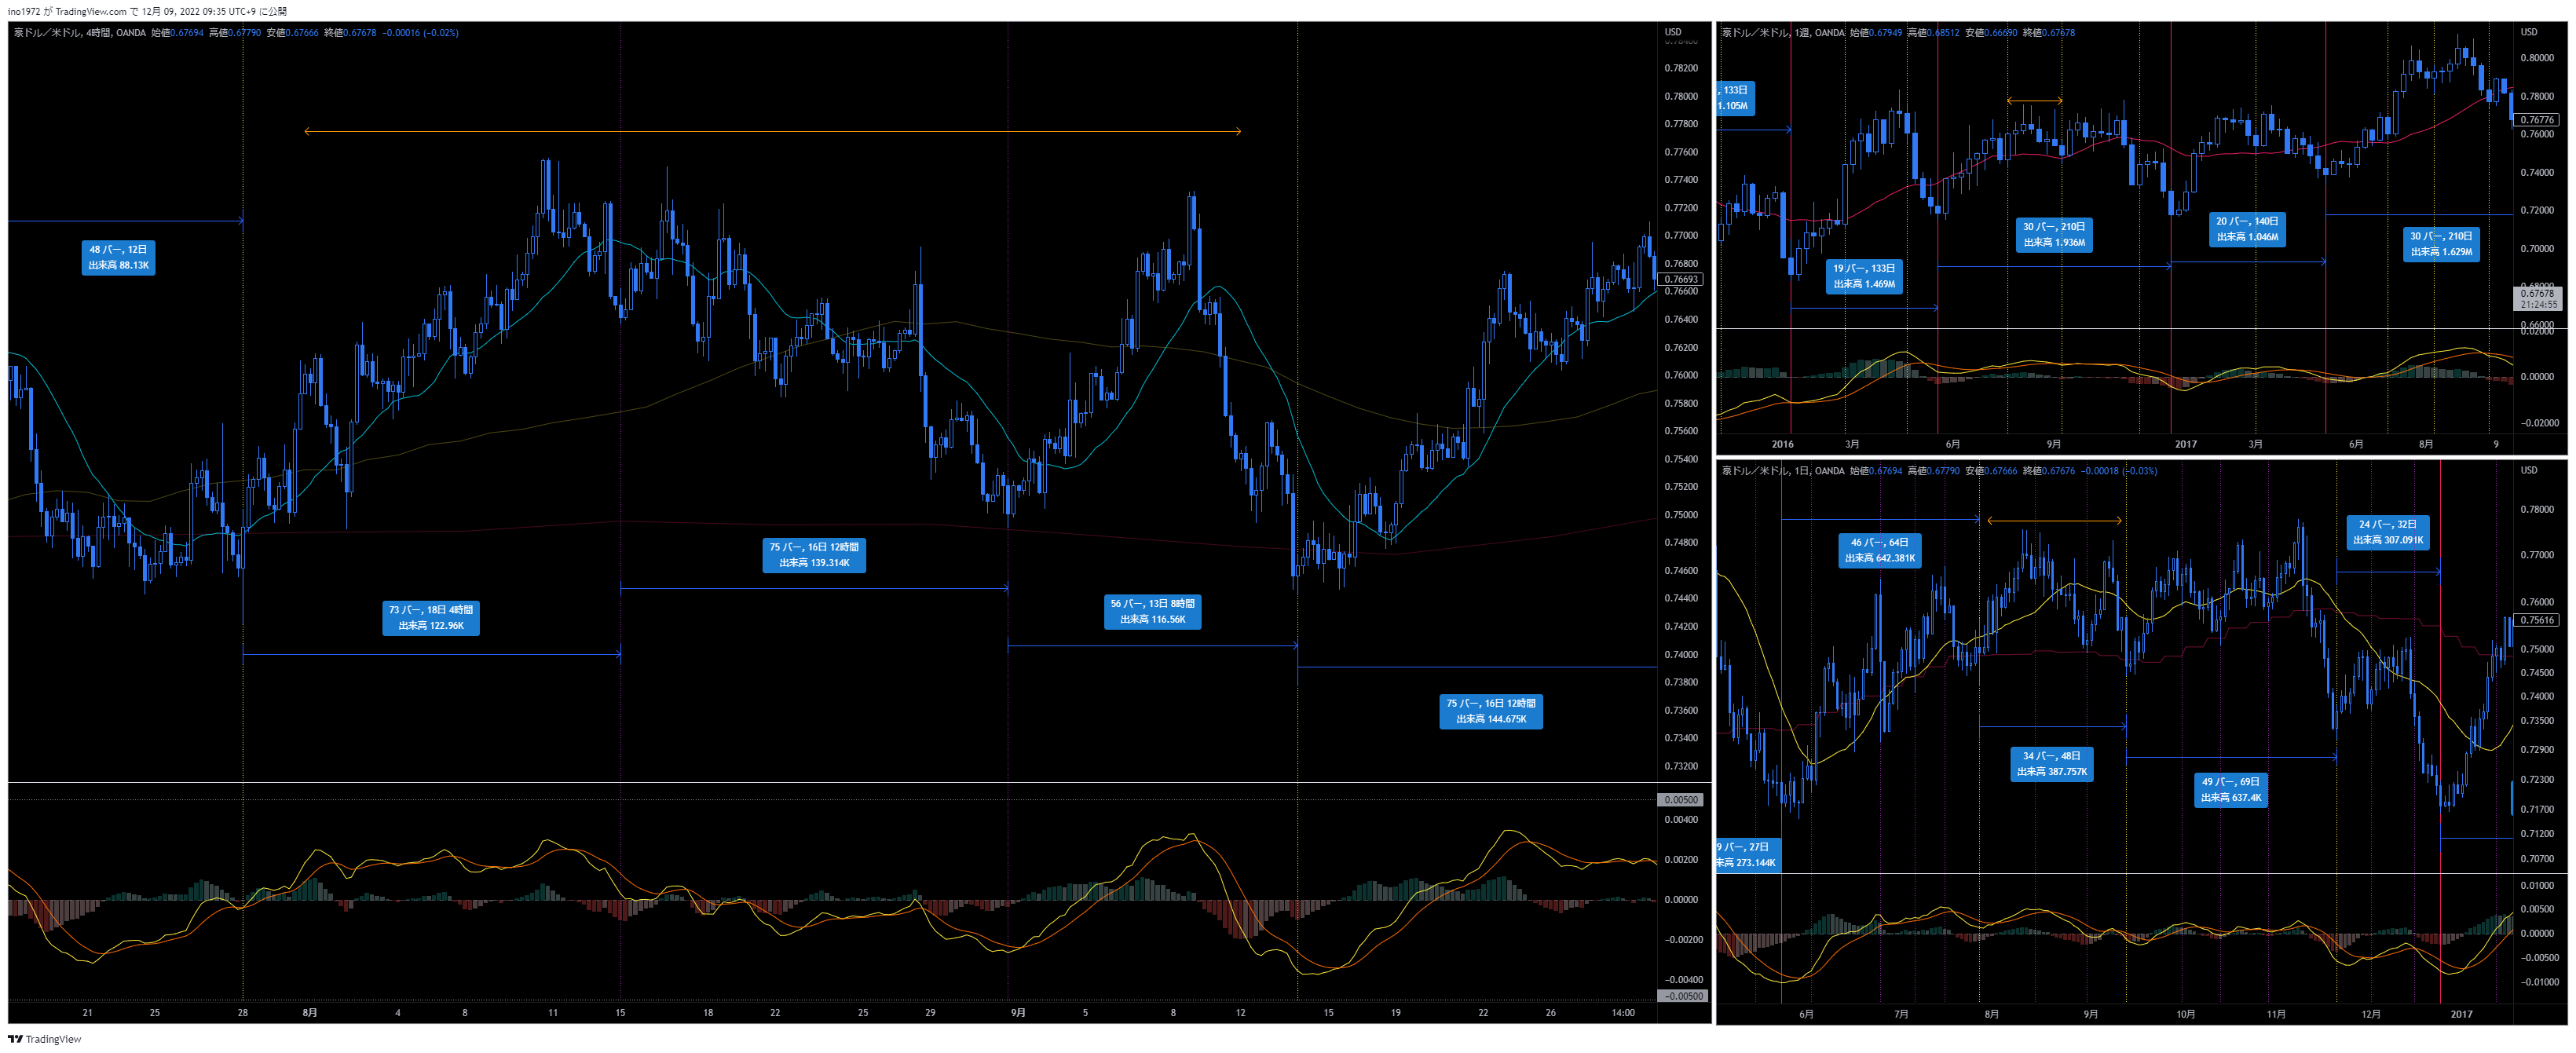 ino1972 が TradingView.com で 12月 09, 2022 09:35 UTC+9 に公開
豪ドル／米ドル, 4時間, OANDA 始値0.67694 高値0.67790 安値0.67666 終値0.67678 −0.00016 (−0.02%)
USD
0.78400
0.78200
0.78000
0.77800
0.77600
0.77400
0.77200
0.77000
0.76800
0.76693
0.76600
0.76400
0.76200
0.76000
0.75800
0.75600
0.75400
0.75200
0.75000
0.74800
0.74600
0.74400
0.74200
0.74000
0.73800
0.73600
0.73400
0.73200
48 バー, 12日
出来高 88.13K
73 バー, 18日 4時間
出来高 122.96K
75 バー, 16日 12時間
出来高 139.314K
56 バー, 13日 8時間
出来高 116.56K
75 バー, 16日 12時間
出来高 144.675K
0.00500
0.00400
0.00200
0.00000
−0.00200
−0.00400
−0.00500
21 25 28 8月 4 8 11 15 18 22 25 29 9月 5 8 12 15 19 22 26 14:00
豪ドル／米ドル, 1週, OANDA 始値0.67949 高値0.68512 安値0.66690 終値0.67678
USD
0.80000
0.78000
0.76776
0.76000
0.74000
0.72000
0.70000
0.68000
0.67678
21:24:55
0.66000
, 133日
1.105M
19 バー, 133日
出来高 1.469M
30 バー, 210日
出来高 1.936M
20 バー, 140日
出来高 1.046M
30 バー, 210日
出来高 1.629M
0.02000
0.00000
−0.02000
2016 3月 6月 9月 2017 3月 6月 8月 9
豪ドル／米ドル, 1日, OANDA 始値0.67694 高値0.67790 安値0.67666 終値0.67676 −0.00018 (−0.03%)
USD
0.78000
0.77000
0.76000
0.75616
0.75000
0.74500
0.74000
0.73500
0.72900
0.72300
0.71700
0.71200
0.70700
46 バー, 64日
出来高 642.381K
24 バー, 32日
出来高 307.091K
34 バー, 48日
出来高 387.757K
49 バー, 69日
出来高 637.4K
9 バー, 27日
来高 273.144K
0.01000
0.00500
0.00000
−0.00500
−0.01000
6月 7月 8月 9月 10月 11月 12月 2017
TradingView